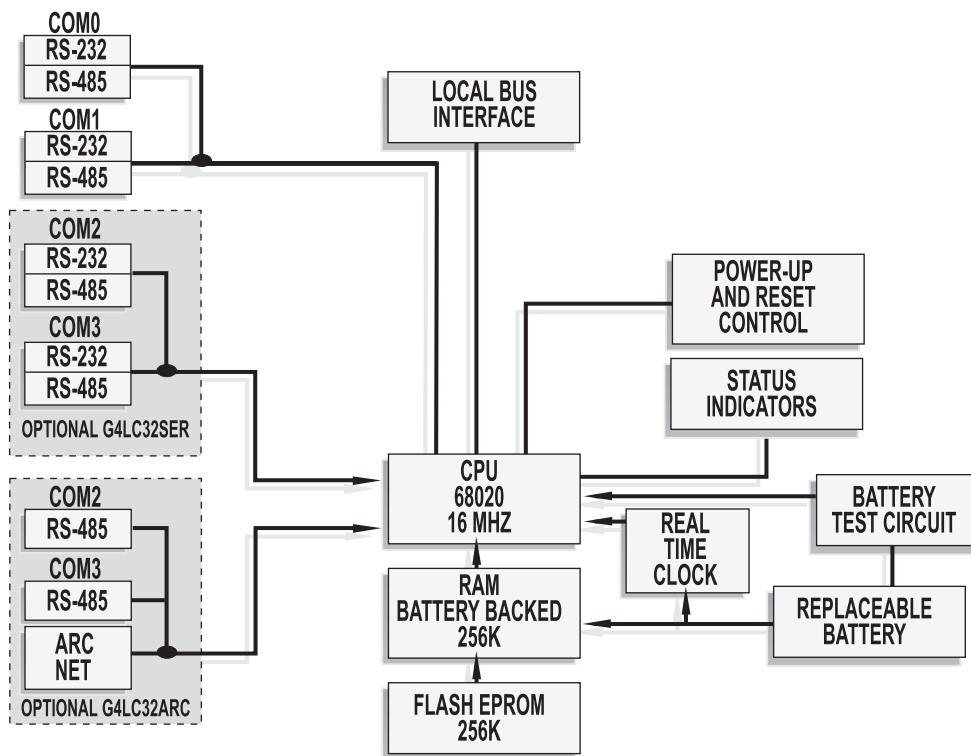 COM0
RS-232
RS-485
COM1
RS-232
RS-485
COM2
RS-232
RS-485
COM3
RS-232
RS-485
OPTIONAL G4LC32SER
COM2
RS-485
COM3
RS-485
ARC
NET
OPTIONAL G4LC32ARC
LOCAL BUS
INTERFACE
POWER-UP
AND RESET
CONTROL
STATUS
INDICATORS
CPU
68020
16 MHZ
BATTERY
TEST CIRCUIT
REAL
TIME
CLOCK
RAM
BATTERY BACKED
256K
REPLACEABLE
BATTERY
FLASH EPROM
256K